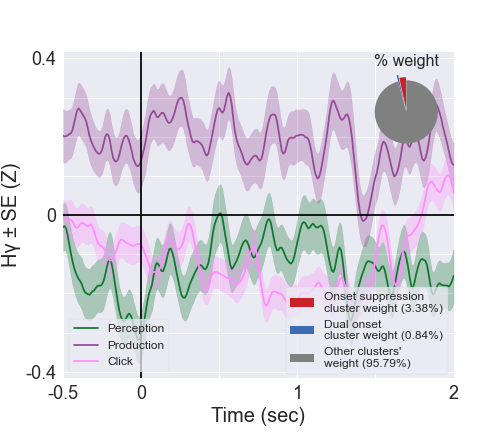 % weight
0.4
0
-0.4
Hγ ± SE (Z)
Perception
Production
Click
Onset suppression
cluster weight (3.38%)
Dual onset
cluster weight (0.84%)
Other clusters'
weight (95.79%)
-0.5
0
1
2
Time (sec)